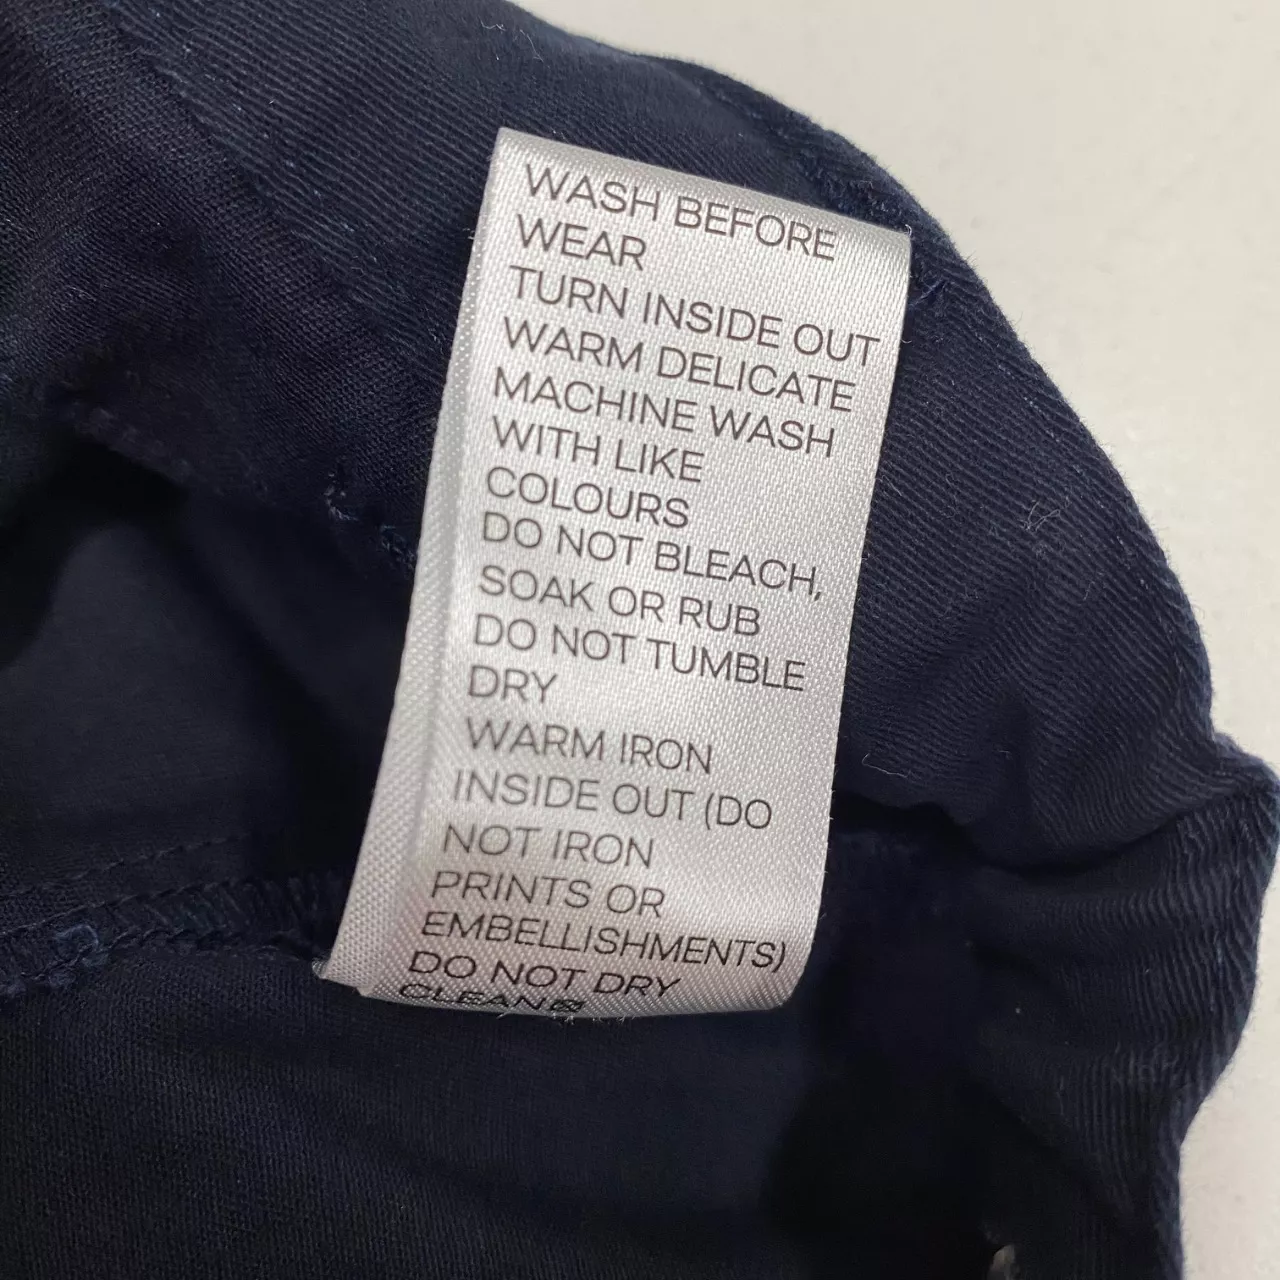 WASH BEFORE
WEAR
TURN INSIDE OUT
WARM DELICATE
MACHINE WASH
WITH LIKE
COLOURS
DO NOT BLEACH,
SOAK OR RUB
DO NOT TUMBLE
DRY
WARM IRON
INSIDE OUT (DO
NOT IRON
PRINTS OR
EMBELLISHMENTS)
DO NOT DRY
CLEAN